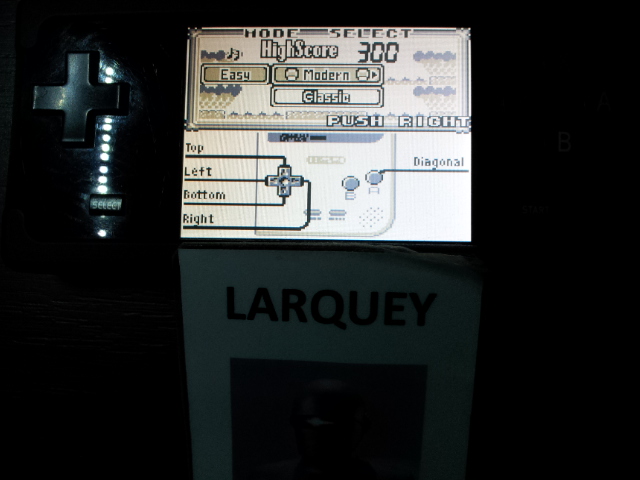 MODE SELECT
HighScore 300
Easy
Modern
Classic
PUSH RIGHT
Top
Left
Bottom
Right
Diagonal
B A
SELECT
A
B
LARQUEY